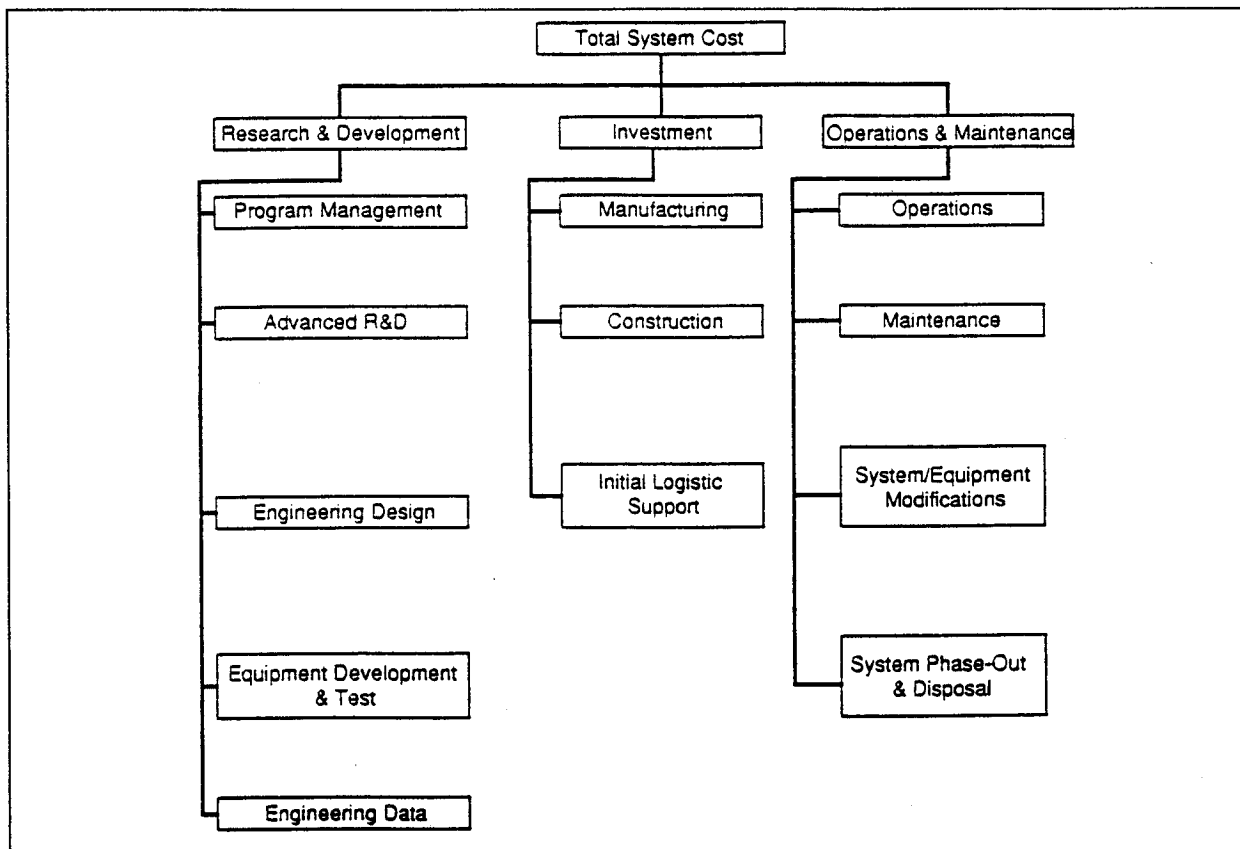 Total System Cost
Research & Development
Investment
Operations & Maintenance
Program Management
Manufacturing
Operations
Advanced R&D
Construction
Maintenance
Engineering Design
Initial Logistic
Support
System/Equipment
Modifications
Equipment Development
& Test
System Phase-Out
& Disposal
Engineering Data